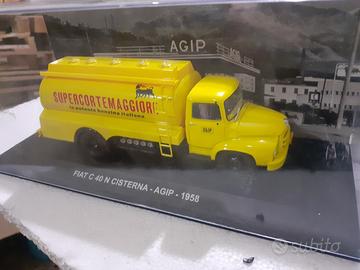 AGIP
SUPERCORTEMAGGIORE
la potente benzina italiana
AGIP
FIAT C 40 N CISTERNA - AGIP - 1958
subito